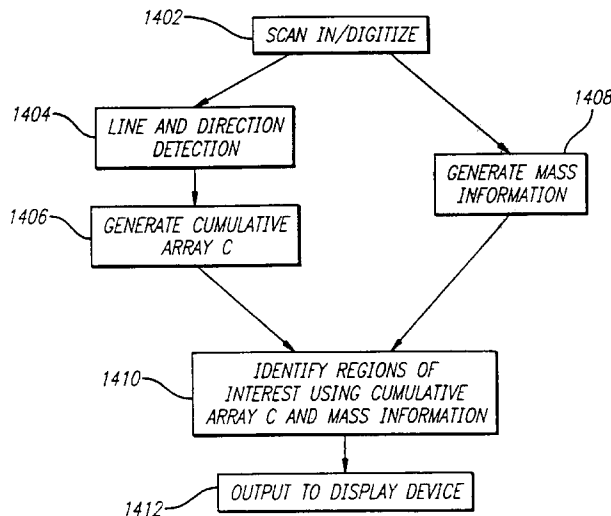 1402
SCAN IN/DIGITIZE
1404
LINE AND DIRECTION
DETECTION
1408
GENERATE MASS
INFORMATION
1406
GENERATE CUMULATIVE
ARRAY C
1410
IDENTIFY REGIONS OF
INTEREST USING CUMULATIVE
ARRAY C AND MASS INFORMATION
1412
OUTPUT TO DISPLAY DEVICE